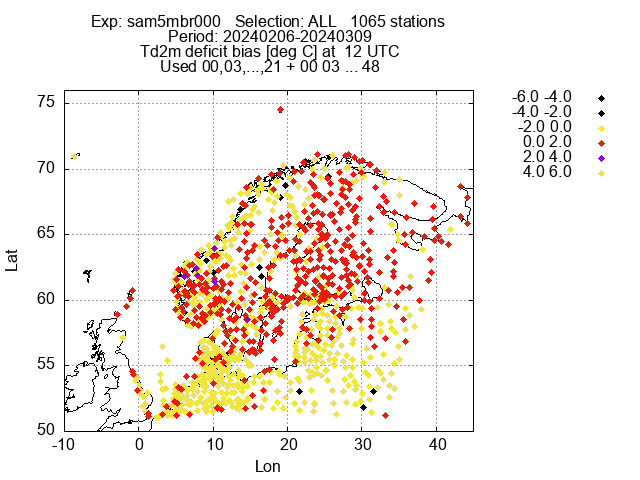 Exp: sam5mbr000   Selection: ALL   1065 stations
Period: 20240206-20240309
Td2m deficit bias [deg C] at  12 UTC
Used 00,03,...,21 + 00 03 ... 48
-6.0 -4.0
-4.0 -2.0
-2.0 0.0
0.0 2.0
2.0 4.0
4.0 6.0
75
70
65
60
55
50
Lat
-10 0 10 20 30 40
Lon